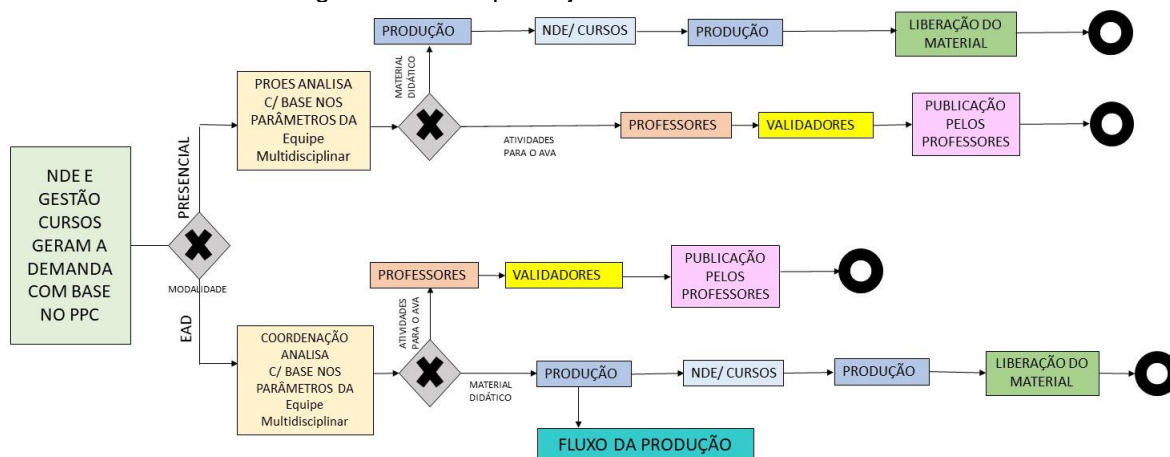 PRODUÇÃO
NDE/ CURSOS
PRODUÇÃO
LIBERAÇÃO DO
MATERIAL
MATERIAL
DIDÁTICO
PROES ANALISA
C/ BASE NOS
PARÂMETROS DA
Equipe
Multidisciplinar
ATIVIDADES
PARA O AVA
PROFESSORES
VALIDADORES
PUBLICAÇÃO
PELOS
PROFESSORES
PRESENCIAL
NDE E
GESTÃO
CURSOS
GERAM A
DEMANDA
COM BASE
NO PPC
MODALIDADE
EAD
PROFESSORES
VALIDADORES
PUBLICAÇÃO
PELOS
PROFESSORES
ATIVIDADES
PARA O AVA
COORDENAÇÃO
ANALISA
C/ BASE NOS
PARÂMETROS DA
Equipe
Multidisciplinar
MATERIAL
DIDÁTICO
PRODUÇÃO
NDE/ CURSOS
PRODUÇÃO
LIBERAÇÃO DO
MATERIAL
FLUXO DA PRODUÇÃO